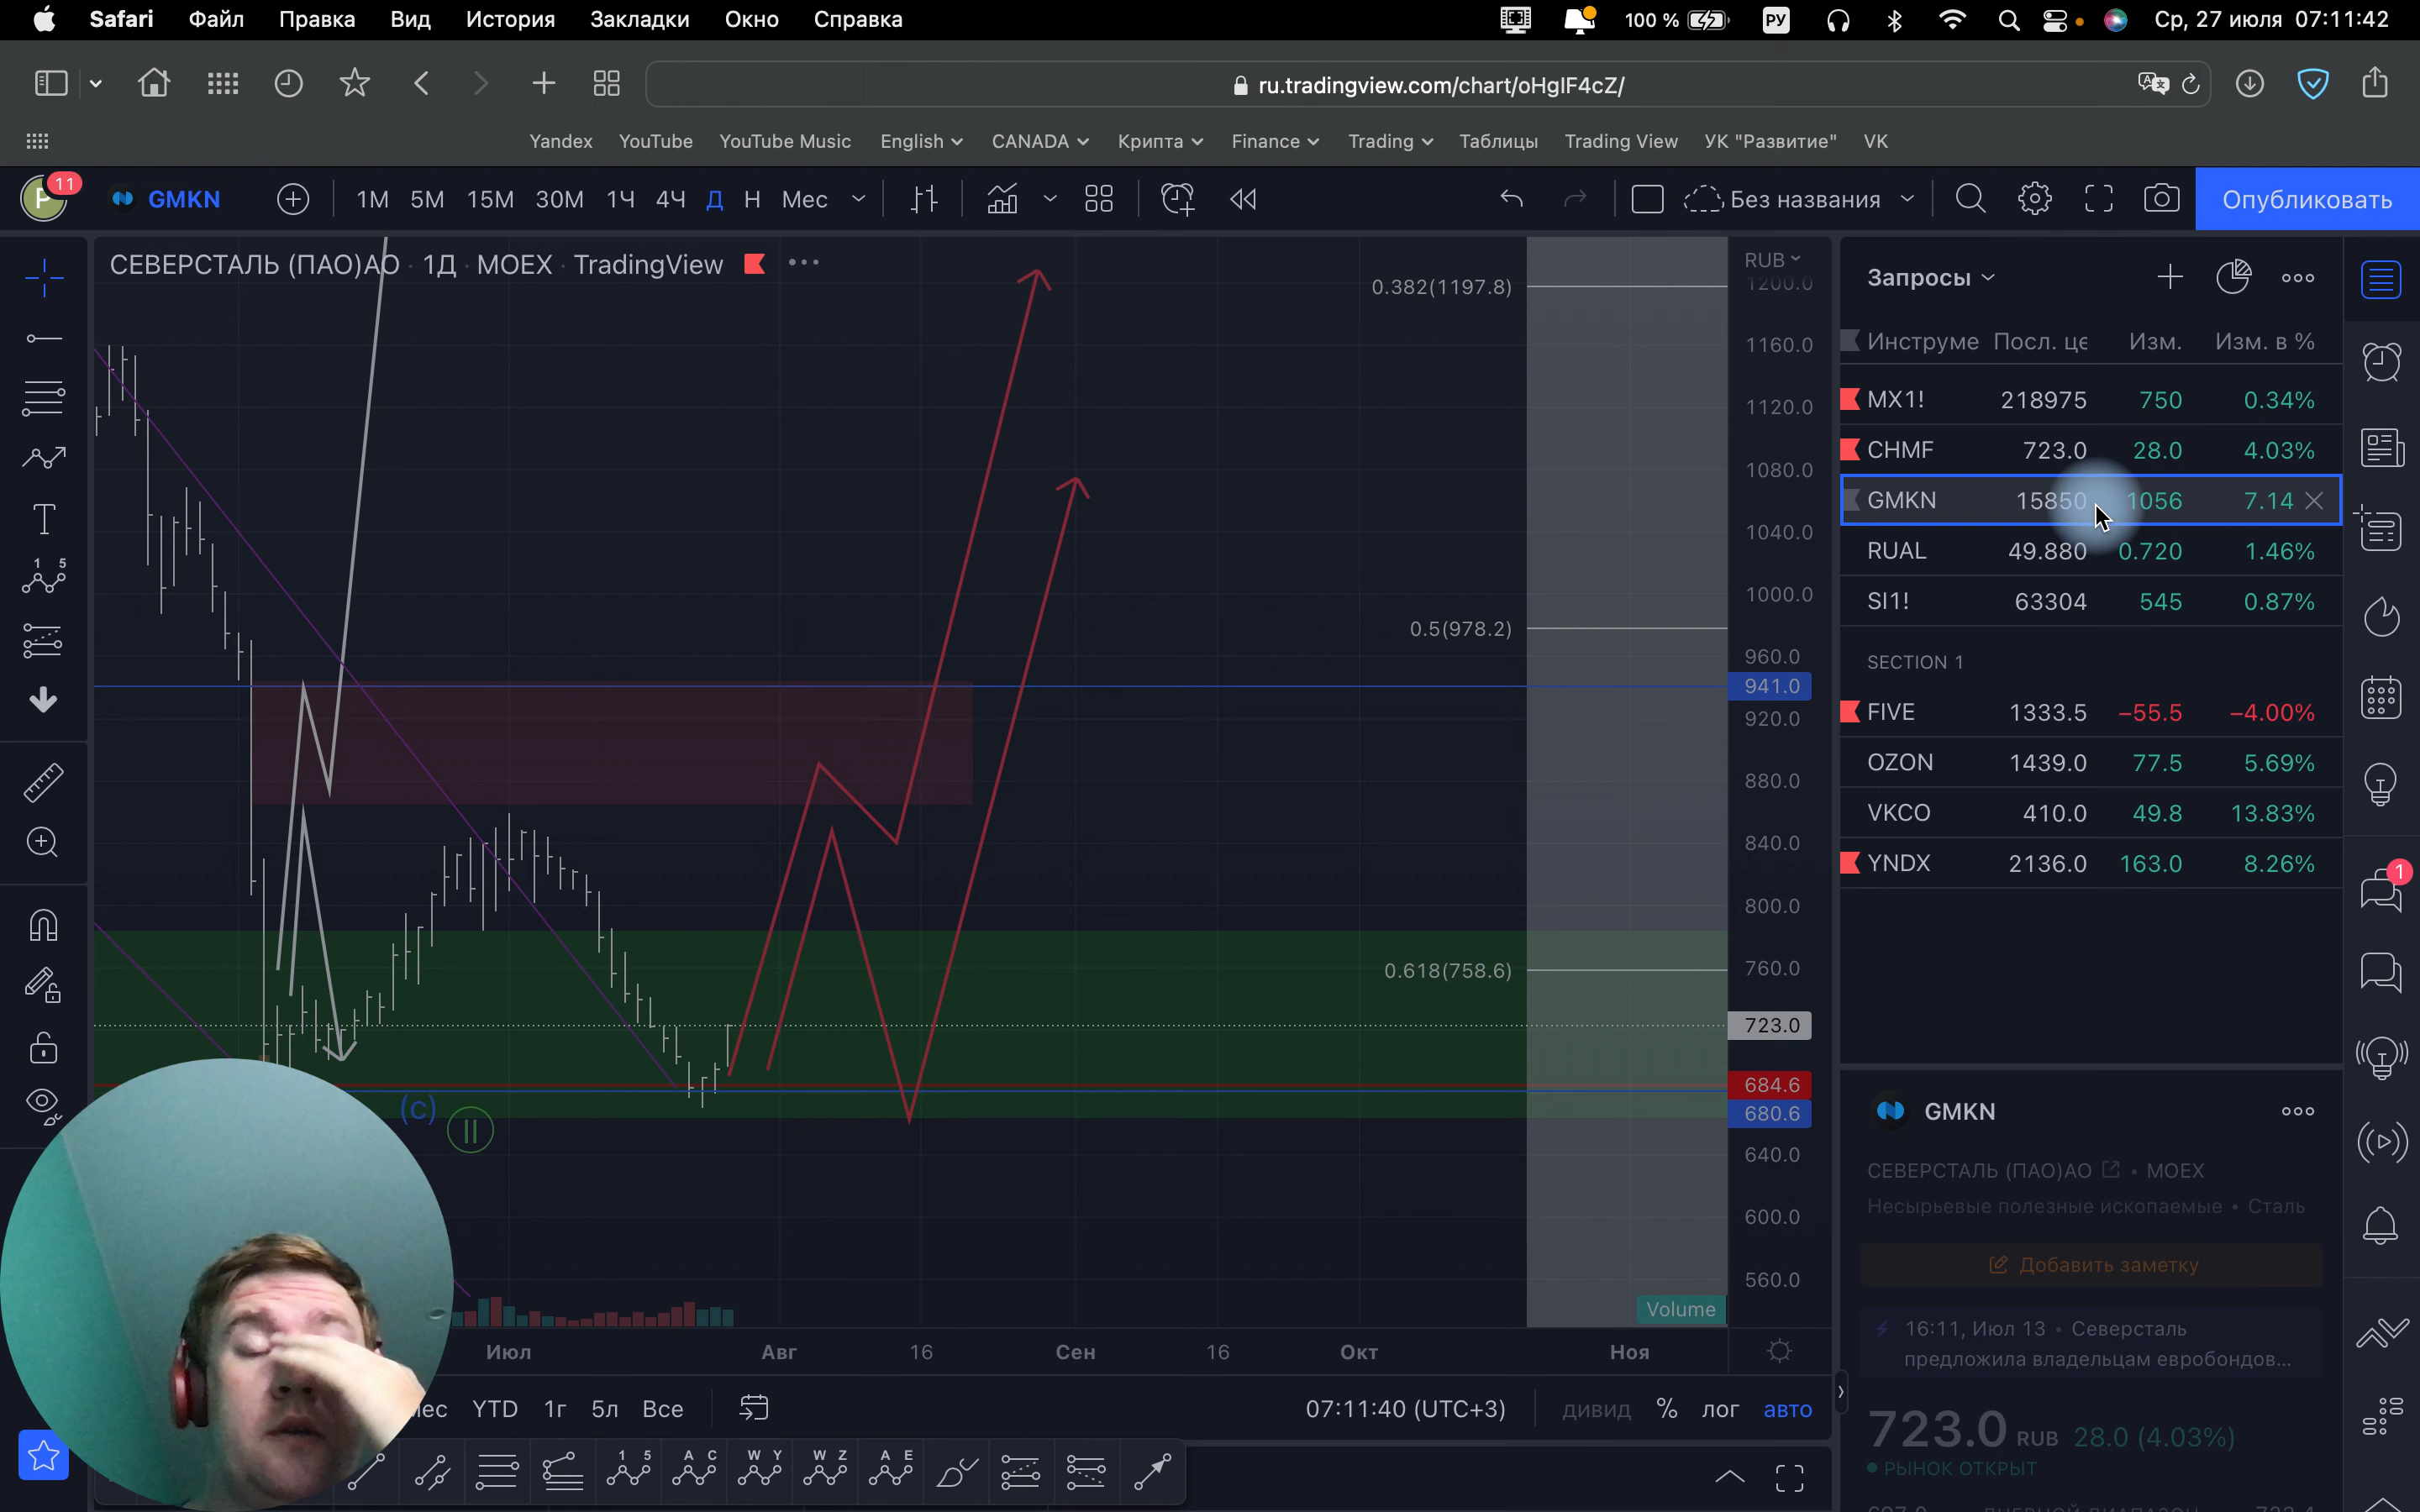 Safari Файл Правка Вид История Закладки Окно Справка 100 % РУ Ср, 27 июля 07:11:42
ru.tradingview.com/chart/oHgIF4cZ/
Yandex YouTube YouTube Music English CANADA Крипта Finance Trading Таблицы Trading View УК "Развитие" VK
P 11 GMKN 1М 5М 15М 30М 1Ч 4Ч Д Н Мес Без названия Опубликовать
СЕВЕРСТАЛЬ (ПАО)АО · 1Д · MOEX · TradingView
RUB
0.382(1197.8)
0.5(978.2)
0.618(758.6)
1200.0
1160.0
1120.0
1080.0
1040.0
1000.0
960.0
941.0
920.0
880.0
840.0
800.0
760.0
723.0
684.6
680.6
640.0
600.0
560.0
(c)
Volume
Июл Авг 16 Сен 16 Окт Ноя
YTD 1г 5л Все 07:11:40 (UTC+3) дивид % лог авто
1 5 A C W Y W Z A E
T
1 5
Запросы
Инструме Посл. це Изм. Изм. в %
MX1! 218975 750 0.34%
CHMF 723.0 28.0 4.03%
GMKN 15850 1056 7.14
RUAL 49.880 0.720 1.46%
SI1! 63304 545 0.87%
SECTION 1
FIVE 1333.5 −55.5 −4.00%
OZON 1439.0 77.5 5.69%
VKCO 410.0 49.8 13.83%
YNDX 2136.0 163.0 8.26%
1
GMKN
СЕВЕРСТАЛЬ (ПАО)АО • MOEX
Несырьевые полезные ископаемые • Сталь
Добавить заметку
16:11, Июл 13 • Северсталь
предложила владельцам евробондов...
723.0 RUB 28.0 (4.03%)
РЫНОК ОТКРЫТ